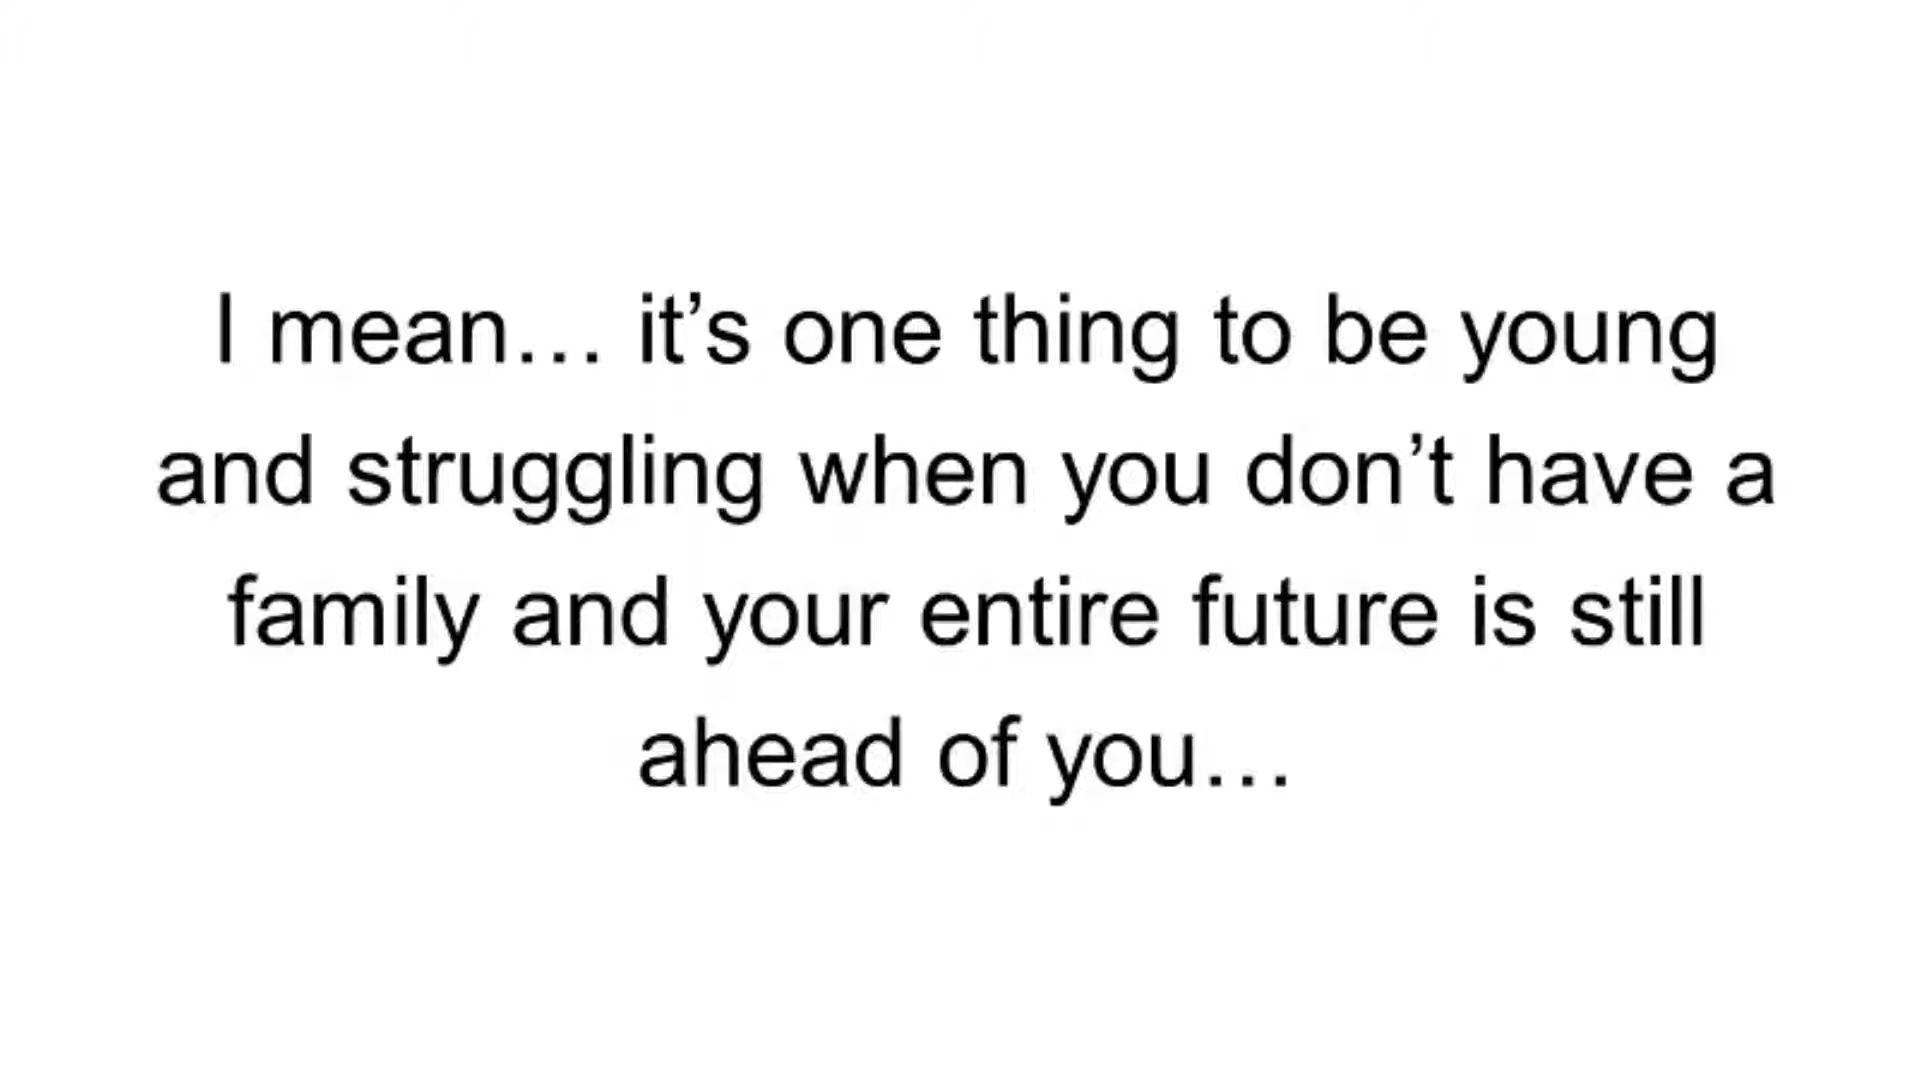 I mean… it’s one thing to be young
and struggling when you don’t have a
family and your entire future is still
ahead of you…